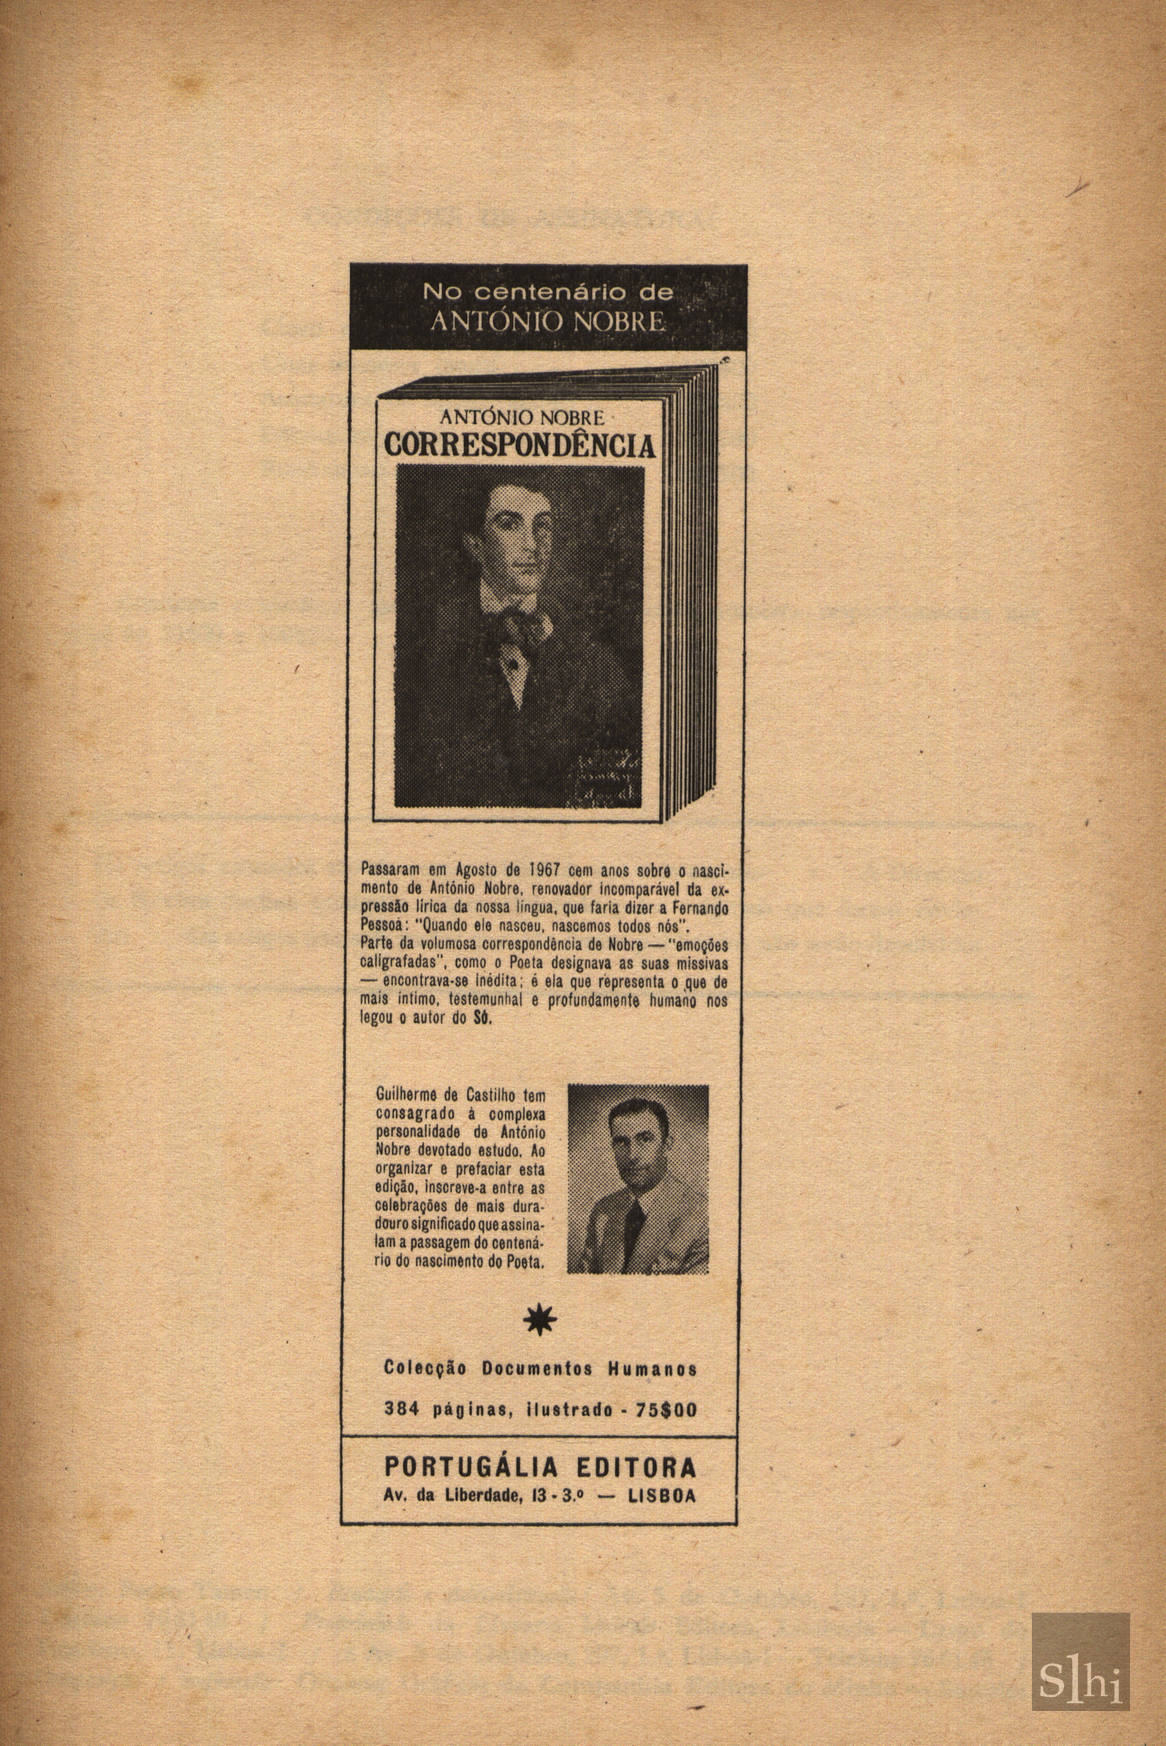 No centenário de
ANTÓNIO NOBRE
ANTÓNIO NOBRE
CORRESPONDÊNCIA
Passaram em Agosto de 1967 cem anos sobre o nasci-
mento de António Nobre, renovador incomparável da ex-
pressão lírica da nossa língua, que faria dizer a Fernando
Pessoa: "Quando ele nasceu, nascemos todos nós".
Parte da volumosa correspondência de Nobre — "emoções
caligrafadas", como o Poeta designava as suas missivas
— encontrava-se inédita; é ela que representa o que de
mais íntimo, testemunhal e profundamente humano nos
legou o autor do Só.
Guilherme de Castilho tem
consagrado à complexa
personalidade de António
Nobre devotado estudo. Ao
organizar e prefaciar esta
edição, inscreve-a entre as
celebrações de mais dura-
douro significado que assina-
lam a passagem do centená-
rio do nascimento do Poeta.
Colecção Documentos Humanos
384 páginas, ilustrado - 75$00
PORTUGÁLIA EDITORA
Av. da Liberdade, 13-3.º — LISBOA
Slhi